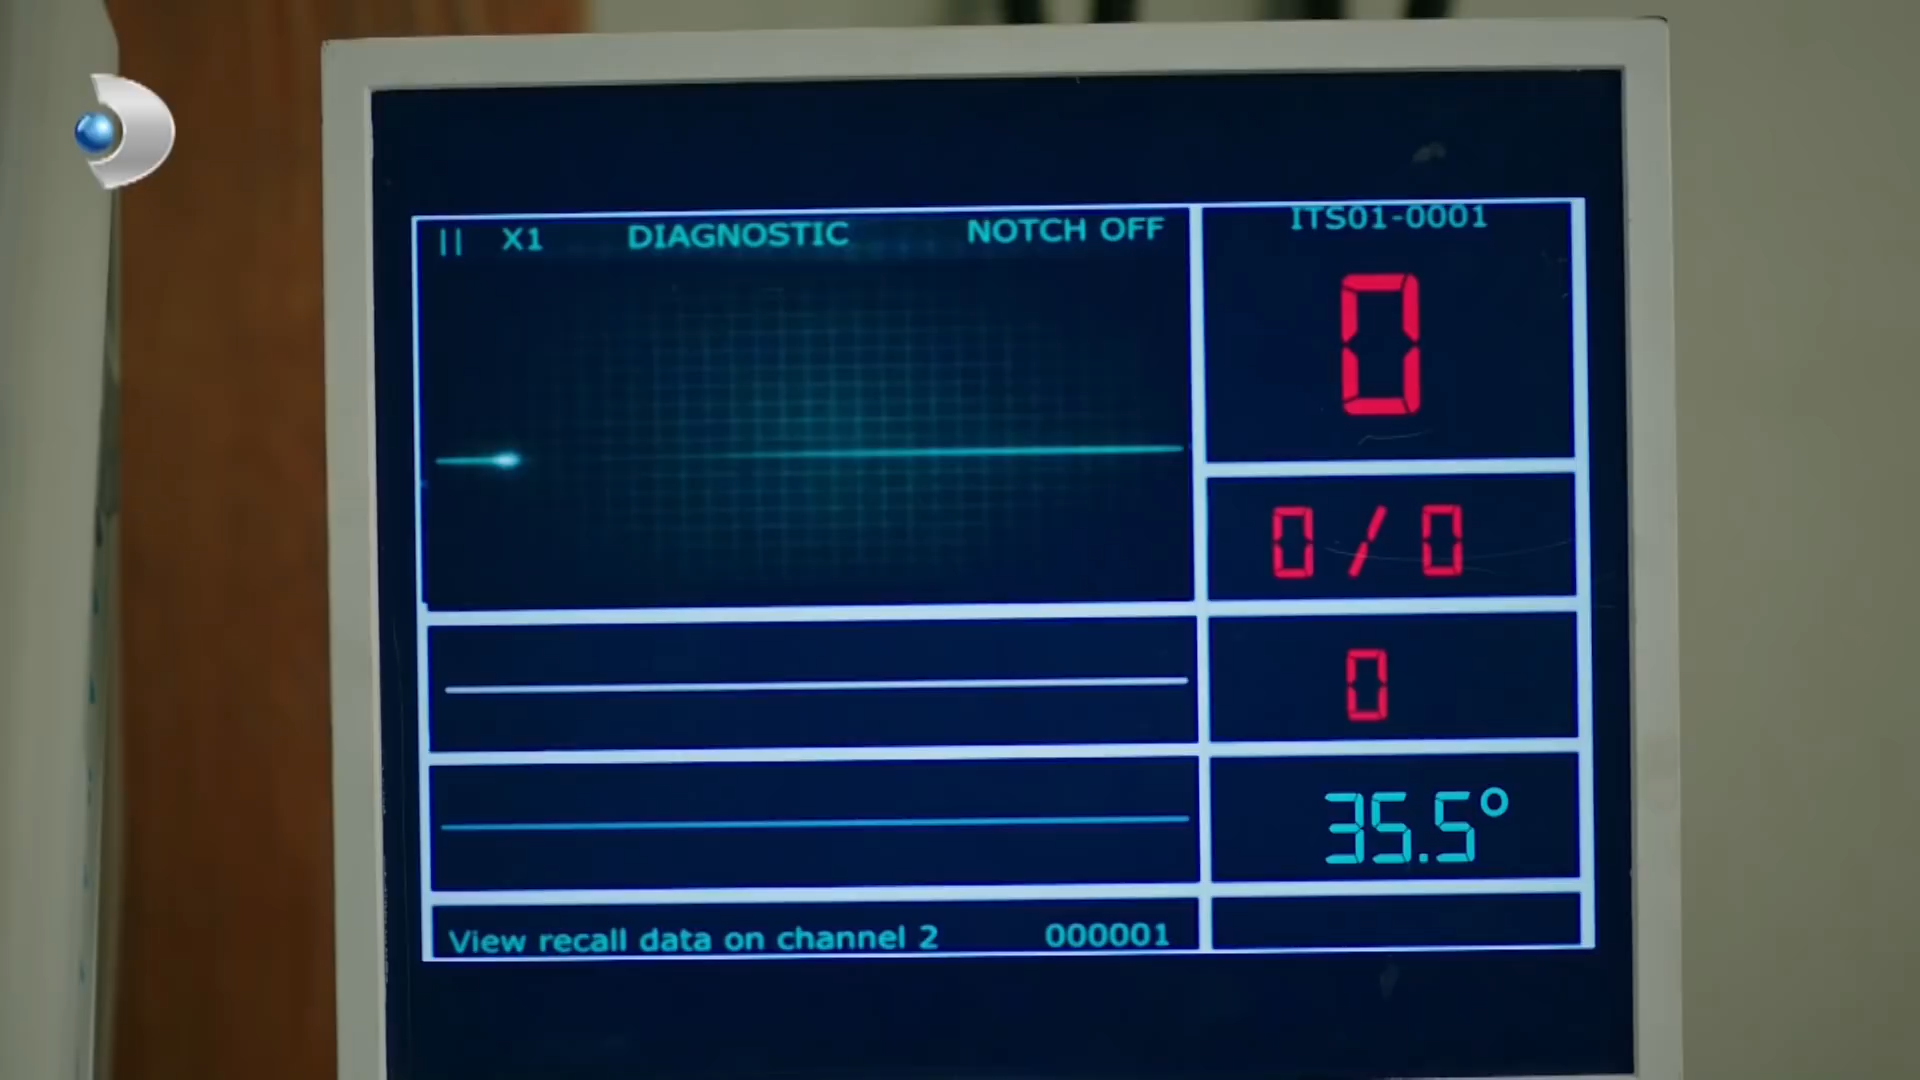 II X1 DIAGNOSTIC NOTCH OFF
ITS01-0001
0
0/0
0
35.5°
View recall data on channel 2 000001